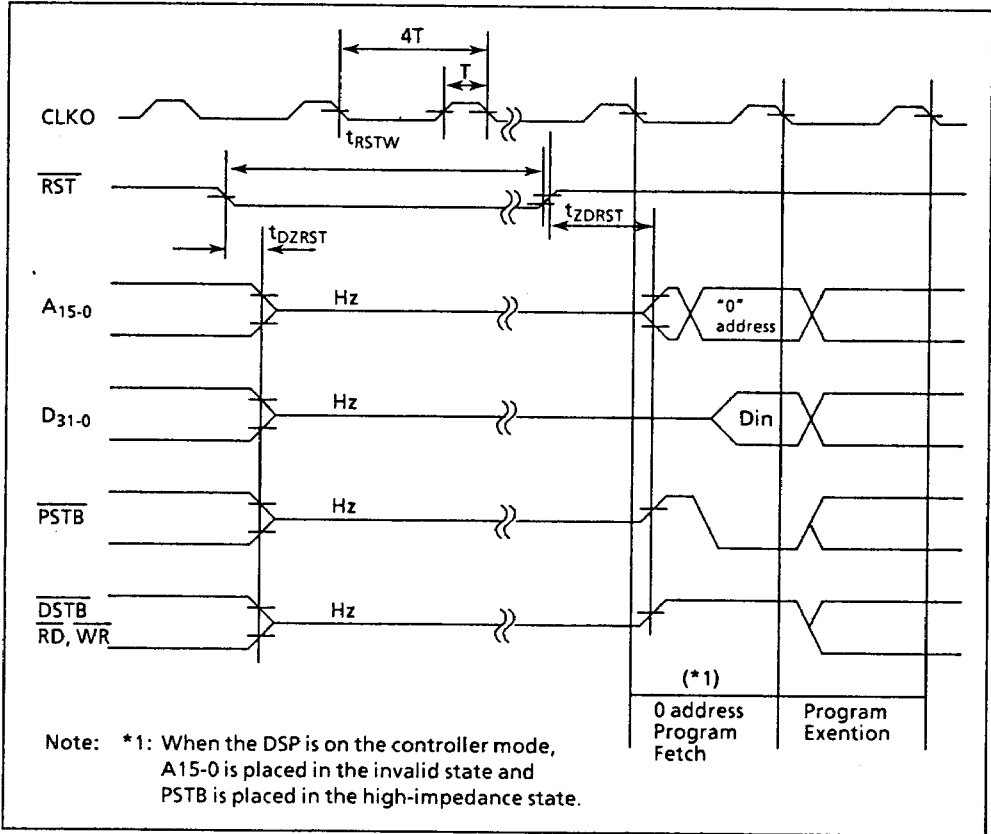 4T
T
CLKO
tRSTW
RST
tZDRST
tDZRST
A15-0
Hz
"0"
address
D31-0
Hz
Din
PSTB
Hz
DSTB
RD, WR
Hz
(*1)
0 address
Program
Fetch
Program
Exention
Note: *1: When the DSP is on the controller mode,
A15-0 is placed in the invalid state and
PSTB is placed in the high-impedance state.